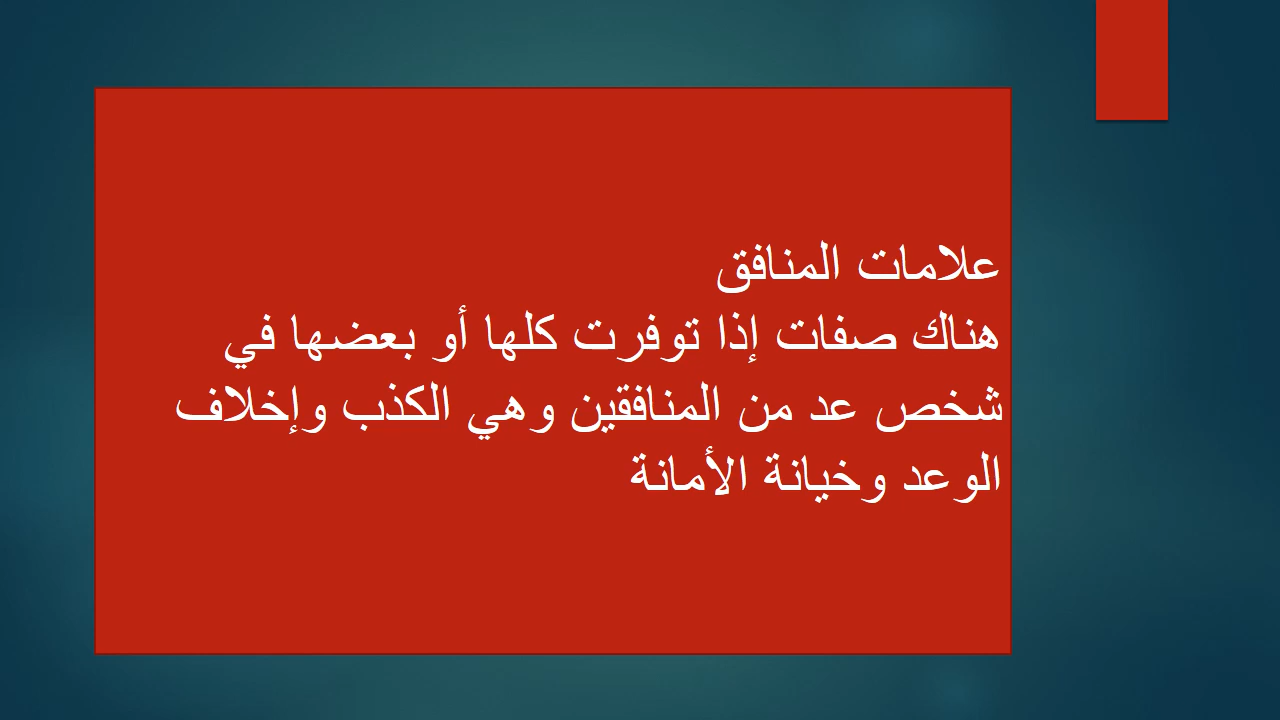 علامات المنافق
هناك صفات إذا توفرت كلها أو بعضها في
شخص عد من المنافقين وهي الكذب وإخلاف
الوعد وخيانة الأمانة